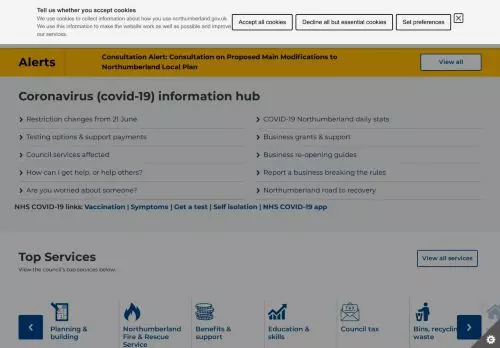 Tell us whether you accept cookies
We use cookies to collect information about how you use northumberland.gov.uk.
We use this information to make the website work as well as possible and improve
our services.
Accept all cookies
Decline all but essential cookies
Set preferences
Alerts
Consultation Alert: Consultation on Proposed Main Modifications to
Northumberland Local Plan
View all
Coronavirus (covid-19) information hub
Restriction changes from 21 June
COVID-19 Northumberland daily stats
Testing options & support payments
Business grants & support
Council services affected
Business re-opening guides
How can I get help, or help others?
Report a business breaking the rules
Are you worried about someone?
Northumberland road to recovery
NHS COVID-19 links: Vaccination | Symptoms | Get a test | Self isolation | NHS COVID-19 app
Top Services
View the council's top services below.
View all services
Planning &
building
Northumberland
Fire & Rescue
Service
Benefits &
support
Education &
skills
Council tax
Bins, recycling
waste